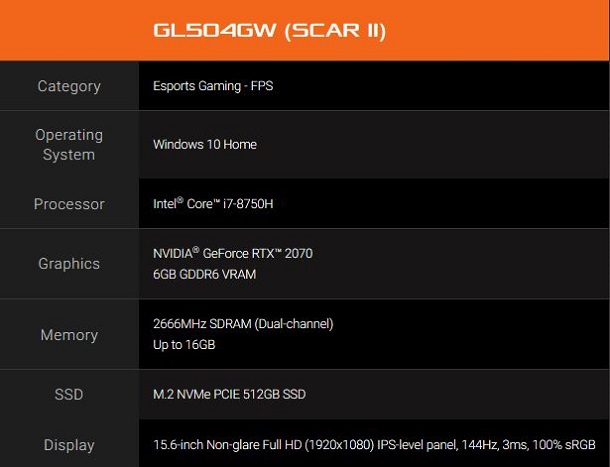 GL504GW (SCAR II)
Category
Esports Gaming - FPS
Operating
System
Windows 10 Home
Processor
Intel® Core™ i7-8750H
Graphics
NVIDIA® GeForce RTX™ 2070
6GB GDDR6 VRAM
Memory
2666MHz SDRAM (Dual-channel)
Up to 16GB
SSD
M.2 NVMe PCIE 512GB SSD
Display
15.6-inch Non-glare Full HD (1920x1080) IPS-level panel, 144Hz, 3ms, 100% sRGB